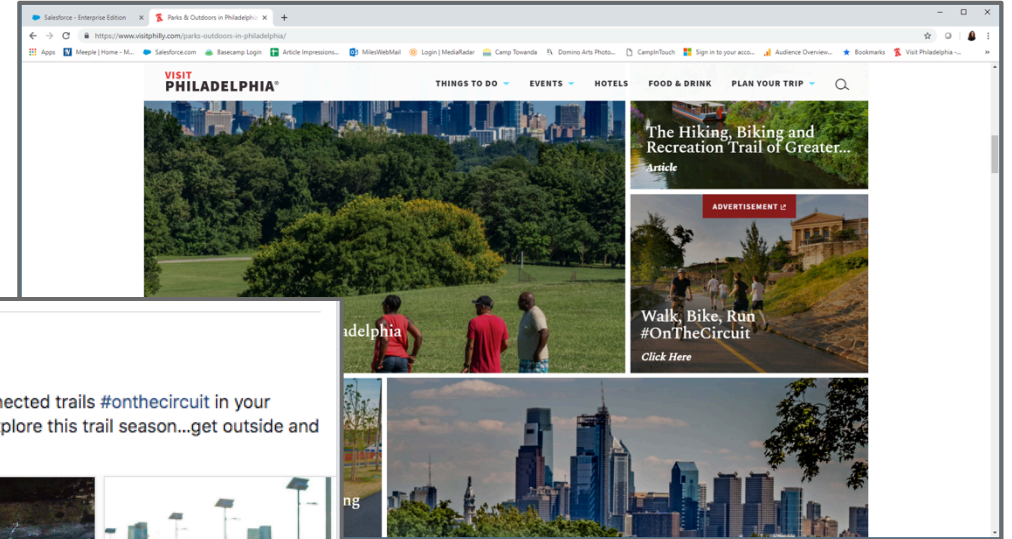 Salesforce - Enterprise Edition
Parks & Outdoors in Philadelphi
https://www.visitphilly.com/parks-outdoors-in-philadelphia/
Apps Meeple | Home - M... Salesforce.com Basecamp Login Article Impression... MilesWebMail Login | MediaRadar Camp Towanda Domino Arts Photo... CampInTouch Sign in to your acco... Audience Overview... Bookmarks Visit Philadelphia -... »
VISIT
PHILADELPHIA®
THINGS TO DO EVENTS HOTELS FOOD & DRINK PLAN YOUR TRIP
The Hiking, Biking and
Recreation Trail of Greater...
Article
ADVERTISEMENT
Walk, Bike, Run
#OnTheCircuit
Click Here
adelphia
ng
nected trails #onthecircuit in your
xplore this trail season...get outside and